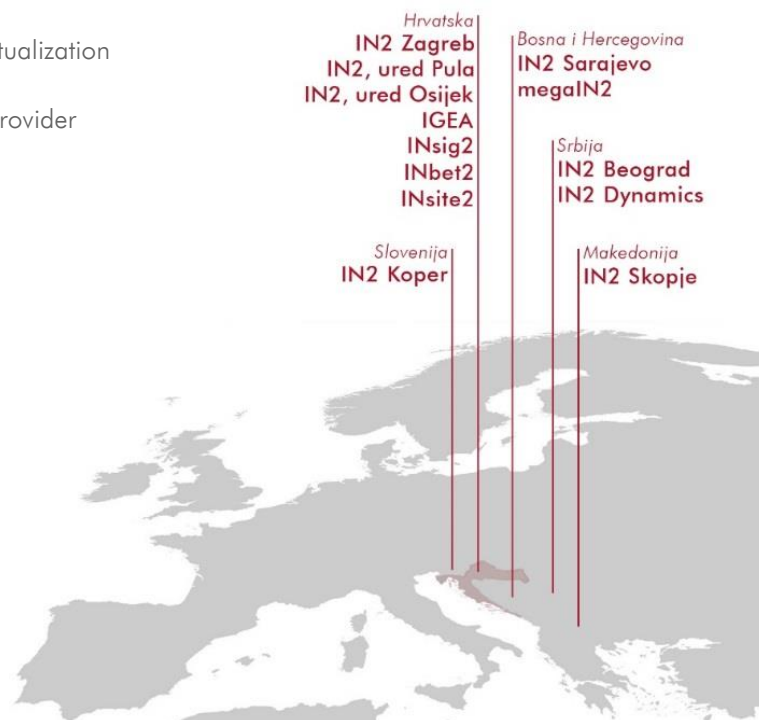 tualization
rovider
Hrvatska
IN2 Zagreb
IN2, ured Pula
IN2, ured Osijek
IGEA
INsig2
INbet2
INsite2
Bosna i Hercegovina
IN2 Sarajevo
megaIN2
Srbija
IN2 Beograd
IN2 Dynamics
Slovenija
IN2 Koper
Makedonija
IN2 Skopje